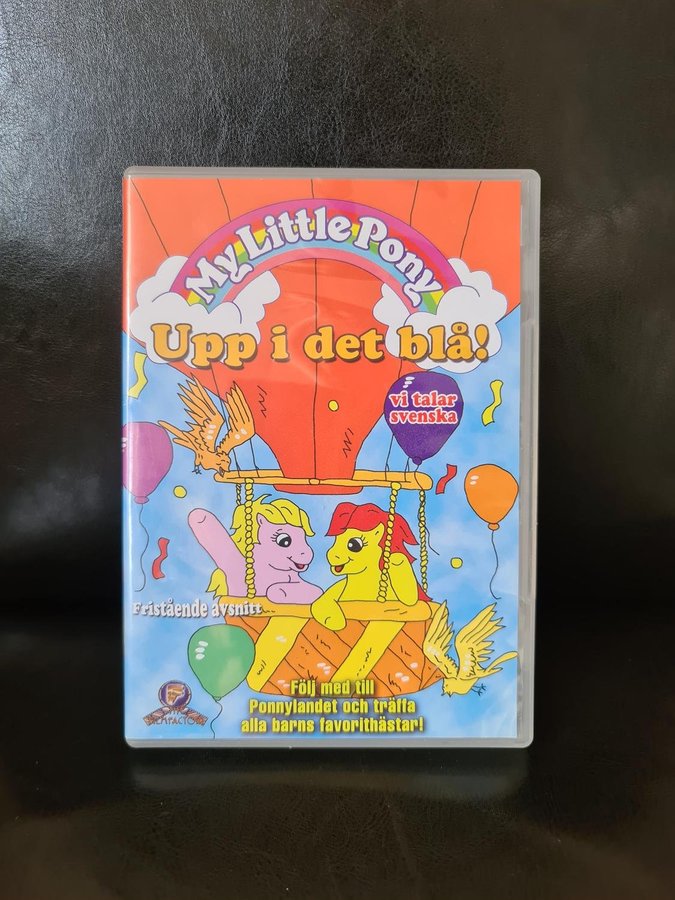 My Little Pony
Upp i det blå!
vi talar
svenska
Fristående avsnitt
Följ med till
Ponnylandet och träffa
alla barns favorithästar!
FILMFACTORY